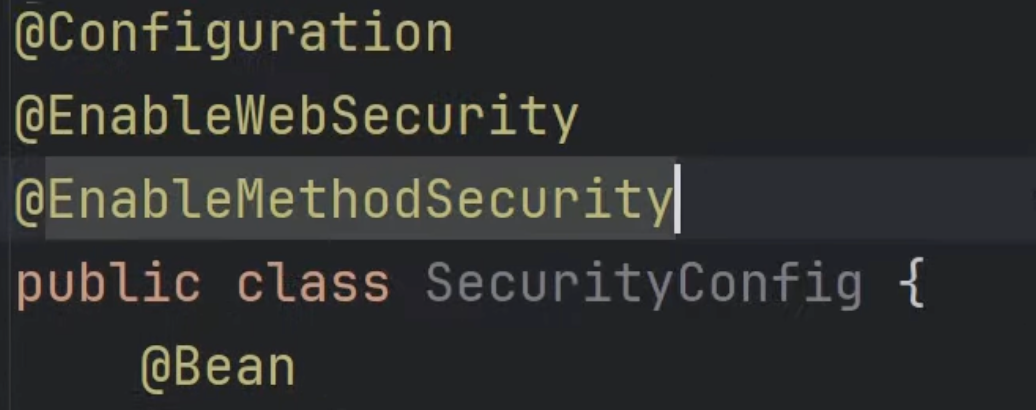 @Configuration
@EnableWebSecurity
@EnableMethodSecurity
public class SecurityConfig {
    @Bean